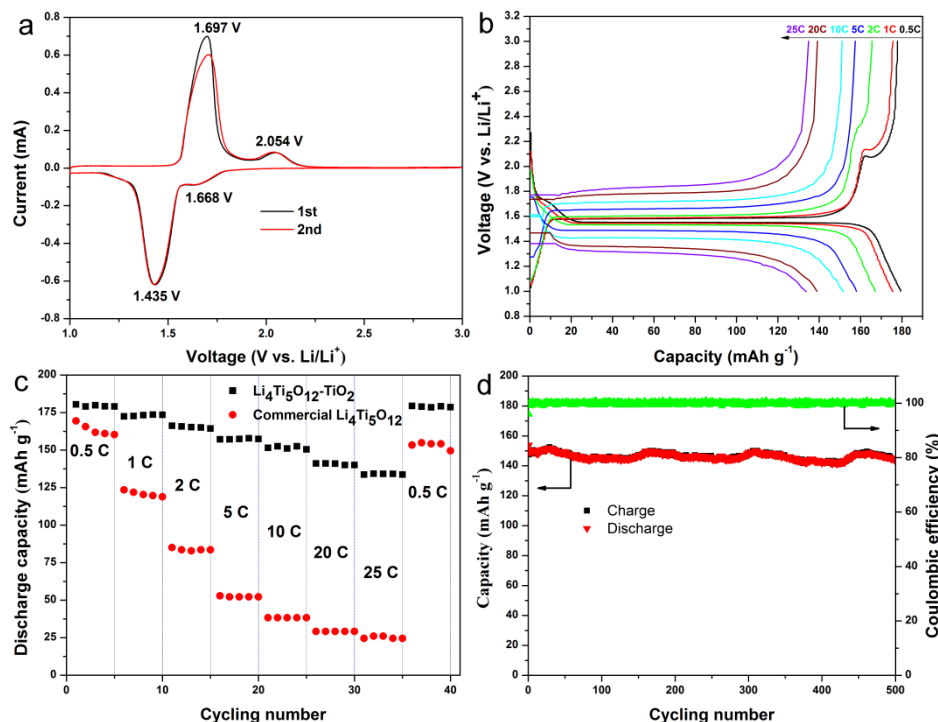 a
0.8
0.6
0.4
0.2
0.0
-0.2
-0.4
-0.6
-0.8
Current (mA)
1.697 V
2.054 V
1.668 V
1st
2nd
1.435 V
1.0 1.5 2.0 2.5 3.0
Voltage (V vs. Li/Li⁺)
b
3.2
3.0
2.8
2.6
2.4
2.2
2.0
1.8
1.6
1.4
1.2
1.0
0.8
Voltage (V vs. Li/Li⁺)
25C 20C 10C 5C 2C 1C 0.5C
0 20 40 60 80 100 120 140 160 180
Capacity (mAh g⁻¹)
c
200
175
150
125
100
75
50
25
0
Discharge capacity (mAh g⁻¹)
Li₄Ti₅O₁₂-TiO₂
Commercial Li₄Ti₅O₁₂
0.5 C
1 C
2 C
5 C
10 C
20 C
25 C
0.5 C
0 10 20 30 40
Cycling number
d
200
180
160
140
120
100
80
60
40
20
0
Capacity (mAh g⁻¹)
Charge
Discharge
100
80
60
40
20
0
Coulombic efficiency (%)
0 100 200 300 400 500
Cycling number